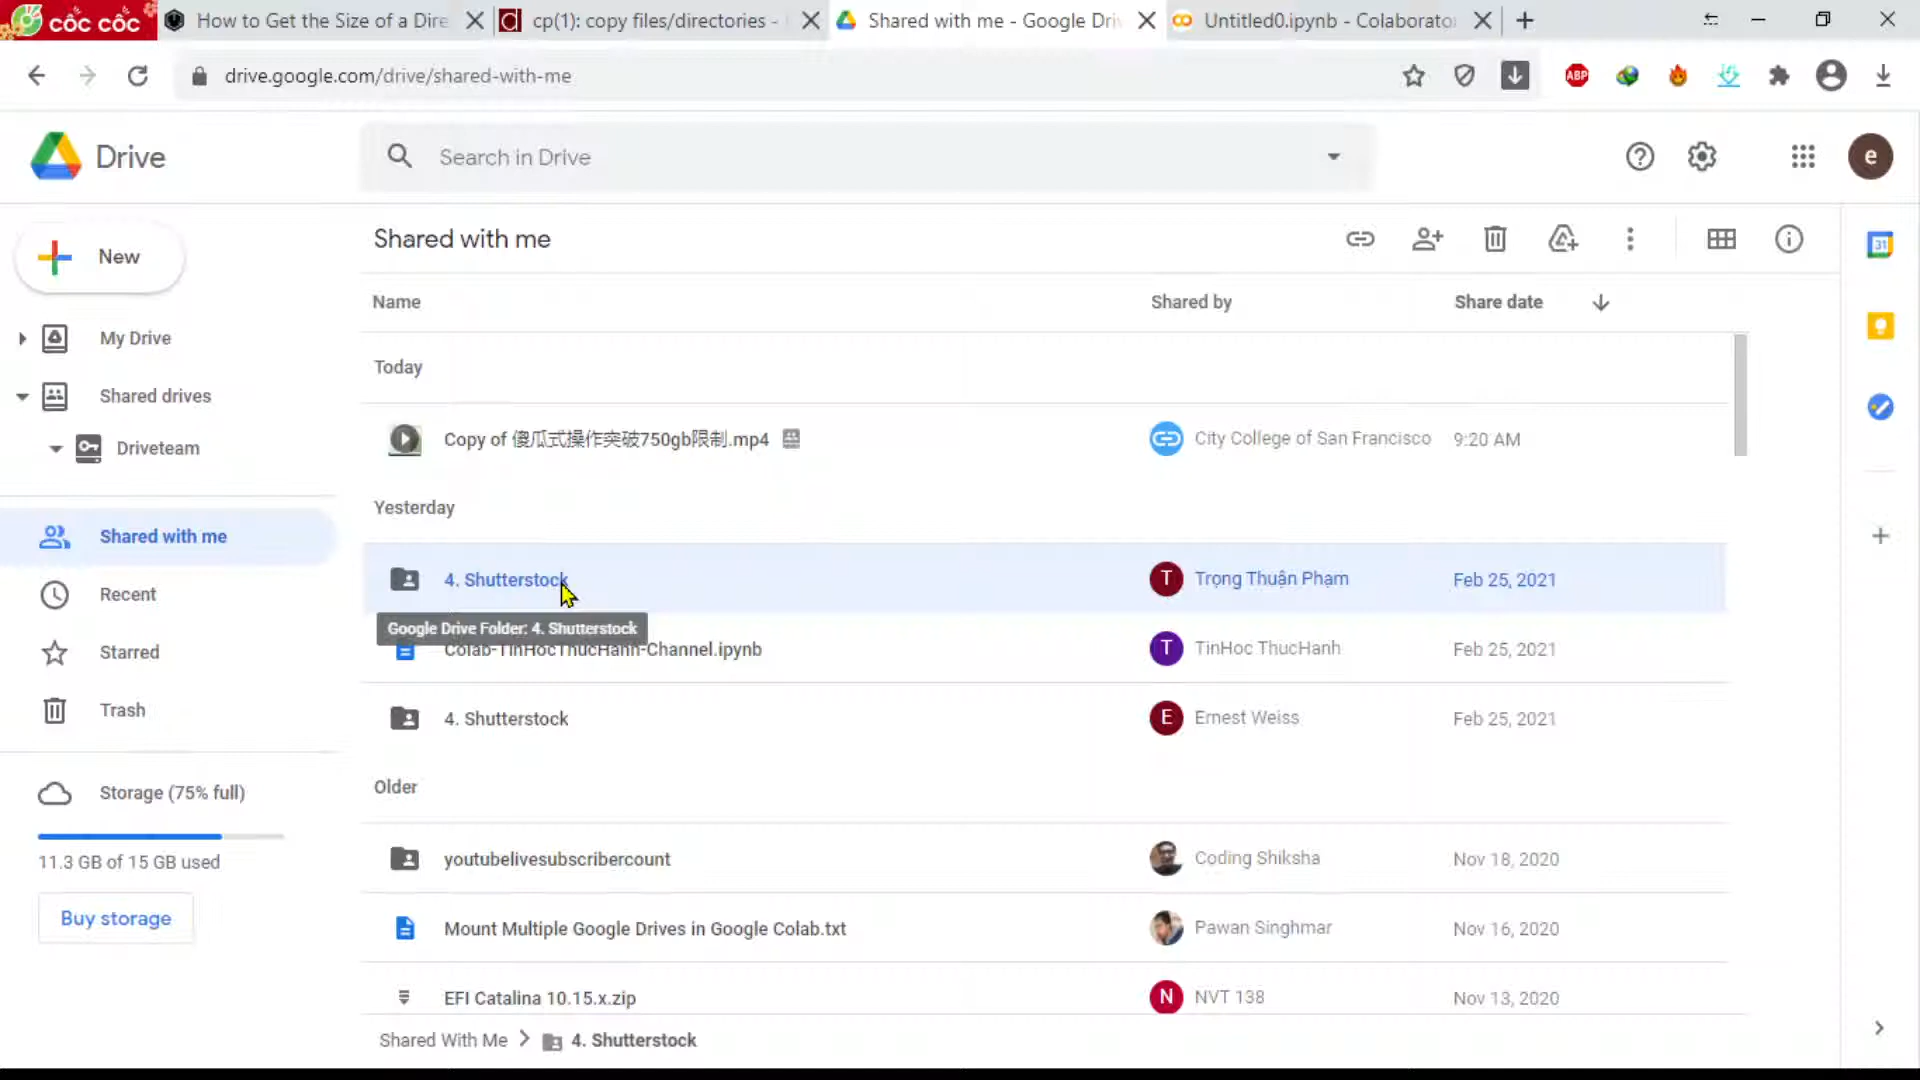 cốc cốc
How to Get the Size of a Dire
cp(1): copy files/directories -
Shared with me - Google Driv
Untitled0.ipynb - Colaborato
drive.google.com/drive/shared-with-me
ABP
Drive
Search in Drive
e
New
Shared with me
31
Name
Shared by
Share date
My Drive
Today
Shared drives
Copy of 傻瓜式操作突破750gb限制.mp4
City College of San Francisco
9:20 AM
Driveteam
Yesterday
Shared with me
4. Shutterstock
T
Trọng Thuận Phạm
Feb 25, 2021
Recent
Google Drive Folder: 4. Shutterstock
Colab-TinHocThucHanh-Channel.ipynb
T
TinHoc ThucHanh
Feb 25, 2021
Starred
Trash
4. Shutterstock
E
Ernest Weiss
Feb 25, 2021
Older
Storage (75% full)
11.3 GB of 15 GB used
youtubelivesubscribercount
Coding Shiksha
Nov 18, 2020
Buy storage
Mount Multiple Google Drives in Google Colab.txt
Pawan Singhmar
Nov 16, 2020
EFI Catalina 10.15.x.zip
N
NVT 138
Nov 13, 2020
Shared With Me
4. Shutterstock